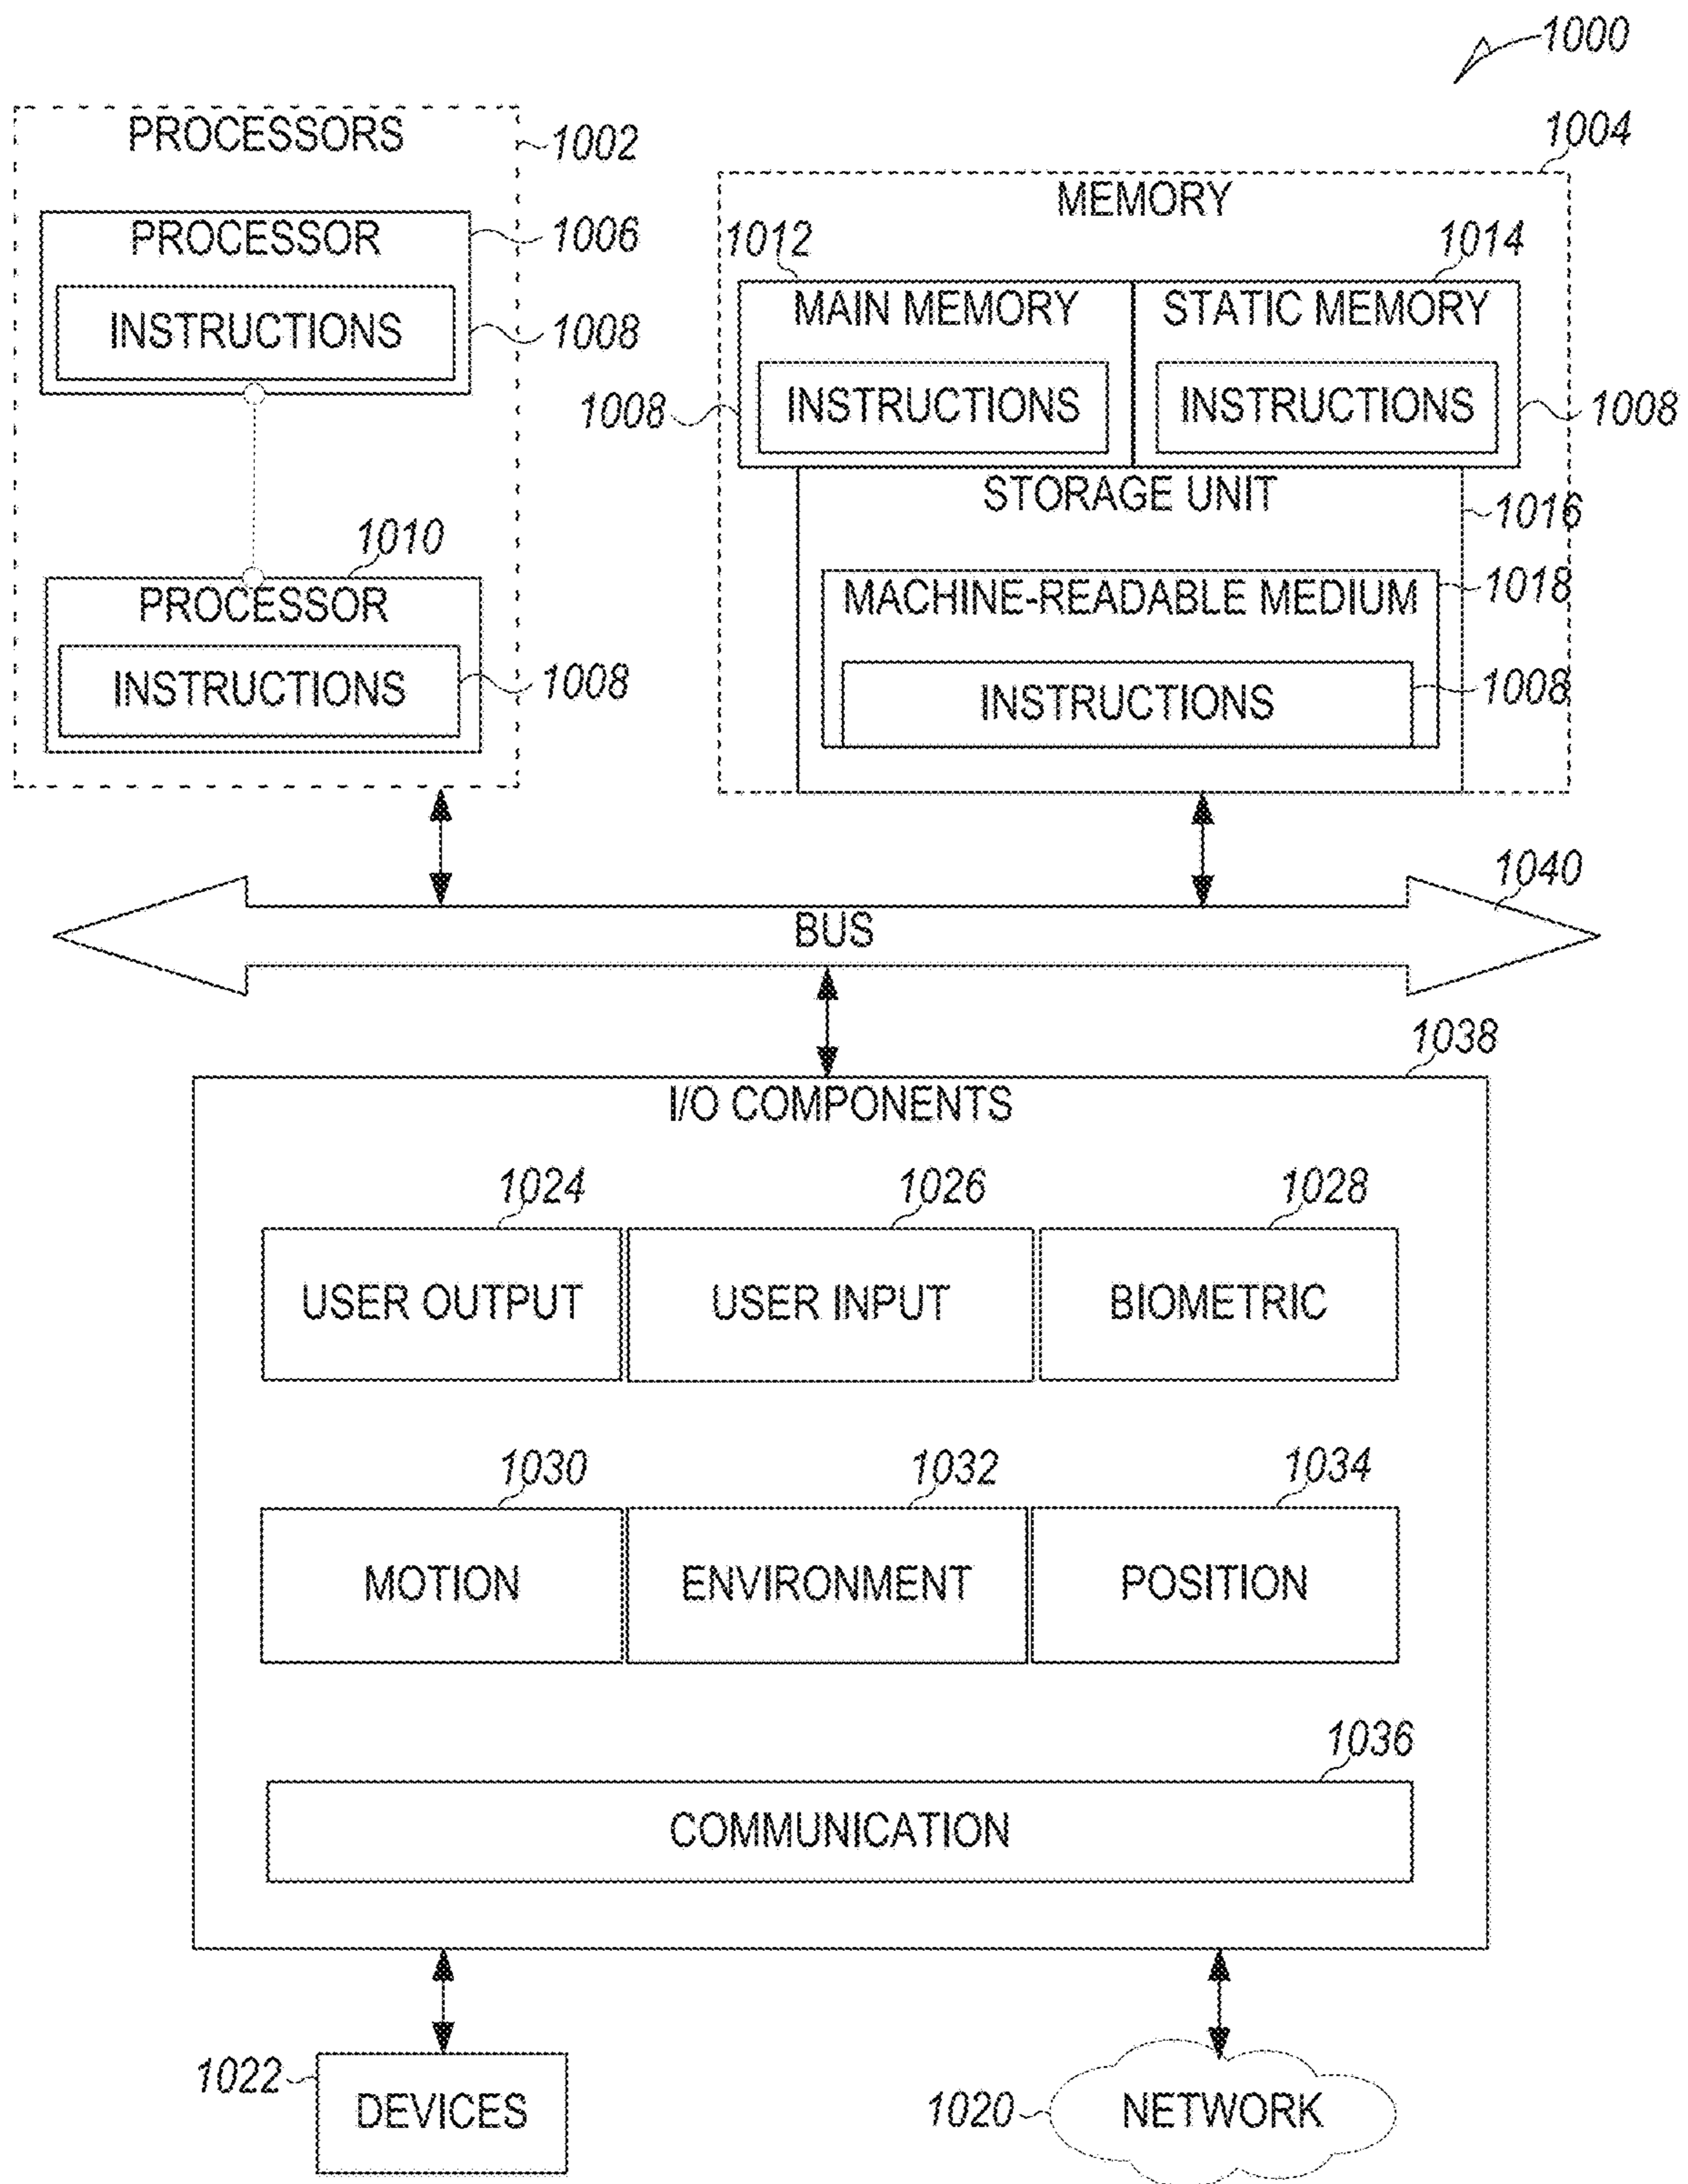 1000
PROCESSORS
1002
PROCESSOR
1006
INSTRUCTIONS
1008
1010
PROCESSOR
INSTRUCTIONS
1008
1004
MEMORY
1012
1014
MAIN MEMORY
STATIC MEMORY
1008
INSTRUCTIONS
INSTRUCTIONS
1008
STORAGE UNIT
1016
MACHINE-READABLE MEDIUM
1018
INSTRUCTIONS
1008
1040
BUS
1038
I/O COMPONENTS
1024
1026
1028
USER OUTPUT
USER INPUT
BIOMETRIC
1030
1032
1034
MOTION
ENVIRONMENT
POSITION
1036
COMMUNICATION
1022
DEVICES
1020
NETWORK